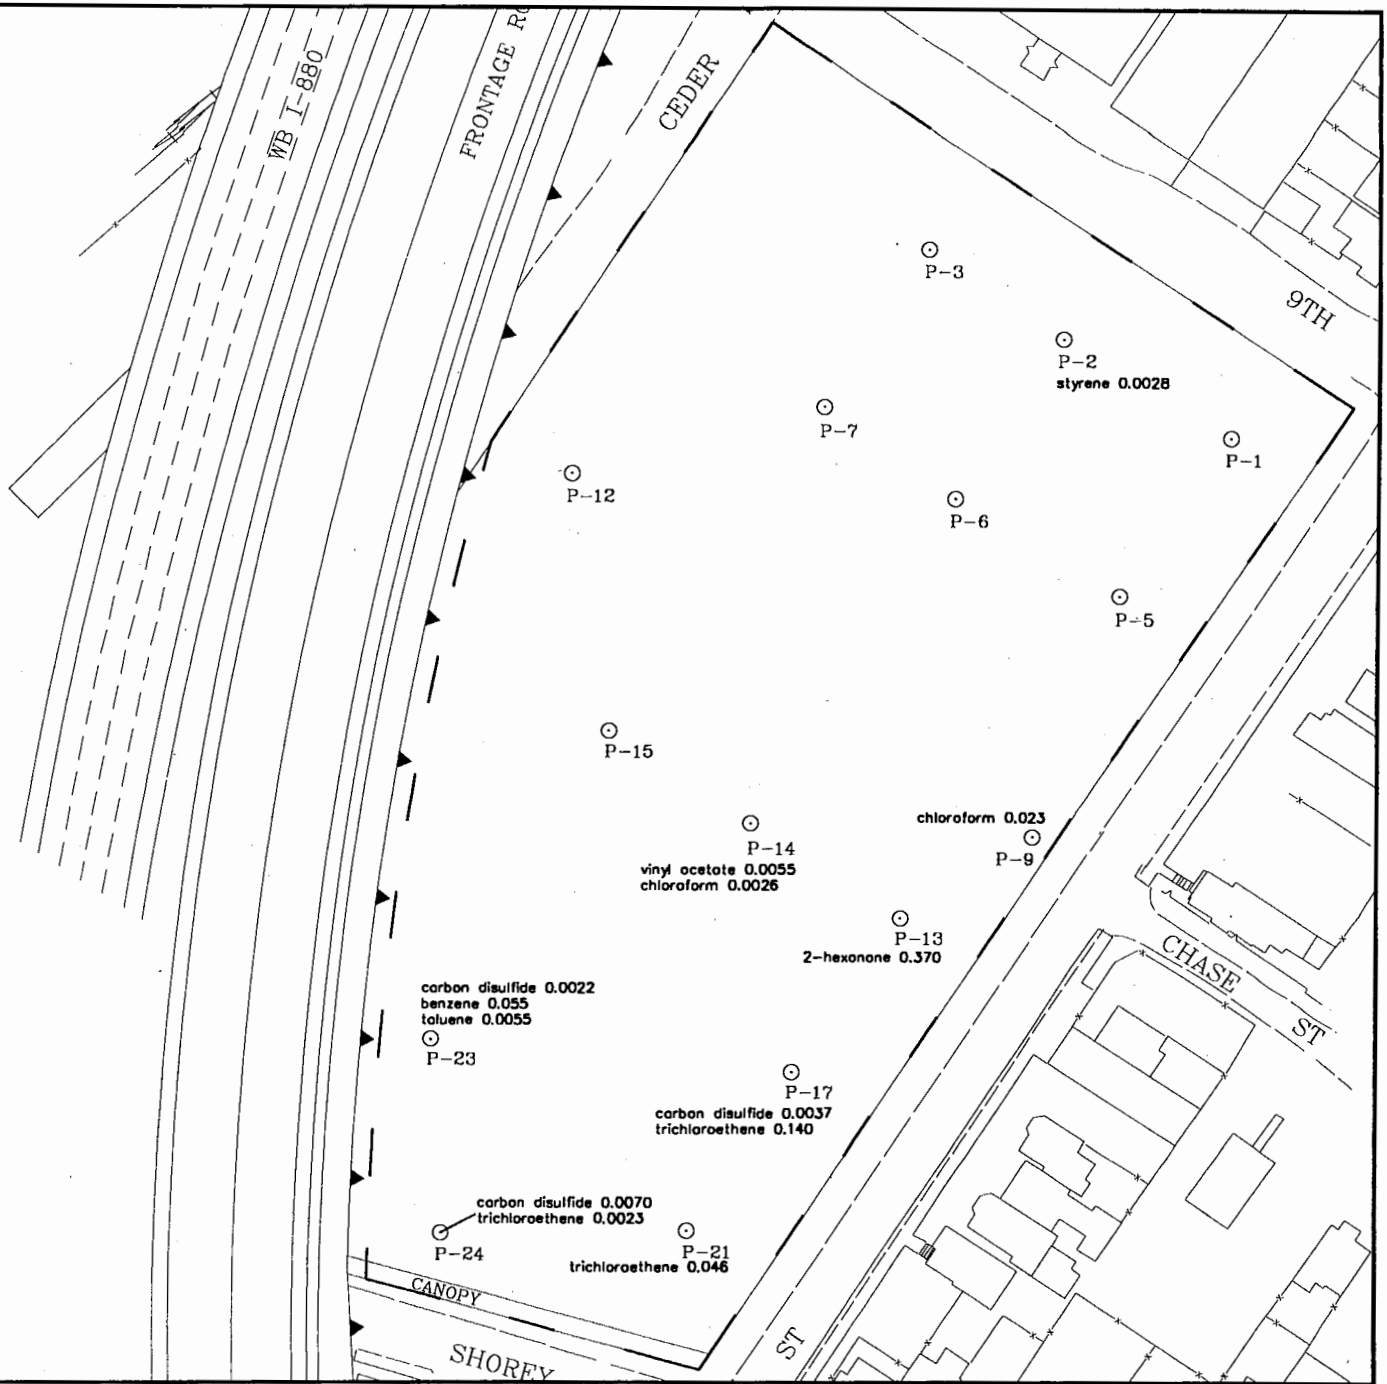 WB I-880
FRONTAGE RO
CEDER
9TH
P-3
P-2
styrene 0.0028
P-7
P-1
P-12
P-6
P-5
P-15
chloroform 0.023
P-14
P-9
vinyl acetate 0.0055
chloroform 0.0026
P-13
2-hexonone 0.370
CHASE
ST
carbon disulfide 0.0022
benzene 0.055
toluene 0.0055
P-23
P-17
carbon disulfide 0.0037
trichloroethene 0.140
carbon disulfide 0.0070
trichloroethene 0.0023
P-24
P-21
trichloroethene 0.046
CANOPY
SHOREY
ST